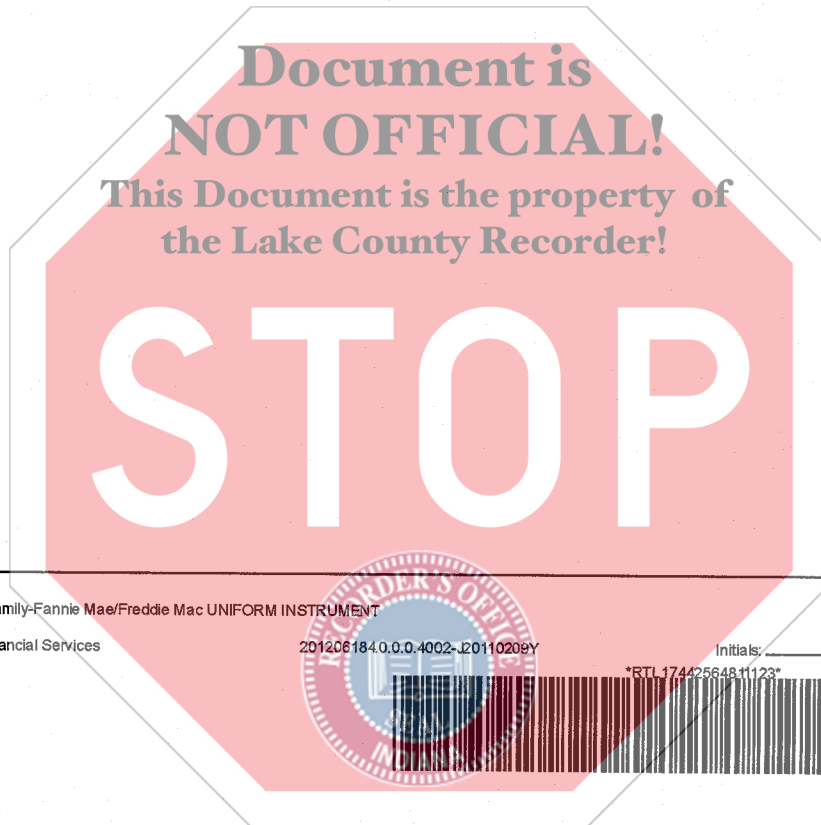 Document is
NOT OFFICIAL!
This Document is the property of
the Lake County Recorder!
STOP
amily-Fannie Mae/Freddie Mac UNIFORM INSTRUMENT
ancial Services 201206184.0.0.0.4002-J20110209Y Initials:
*RTL17442564811123*
RECORDER'S OFFICE
SEAL
INDIANA